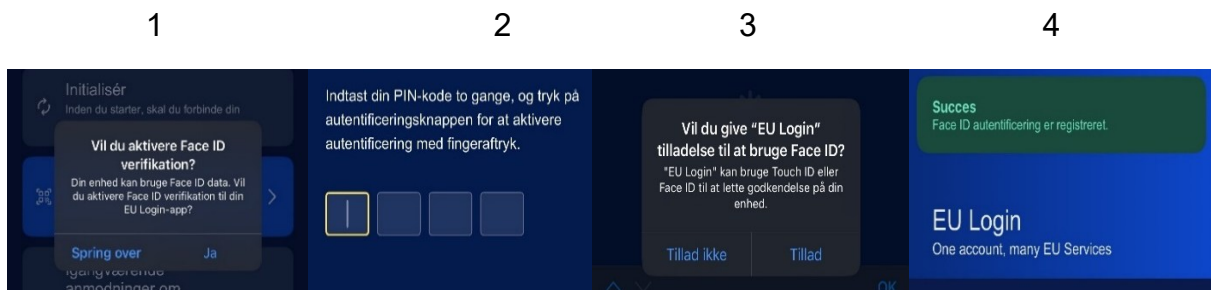 1
2
3
4
Initialisér
Inden du starter, skal du forbinde din
Vil du aktivere Face ID
verifikation?
Din enhed kan bruge Face ID data. Vil
du aktivere Face ID verifikation til din
EU Login-app?
Spring over
Ja
Igangværende
anmodninger om
Indtast din PIN-kode to gange, og tryk på
autentificeringsknappen for at aktivere
autentificering med fingeraftryk.
Vil du give “EU Login”
tilladelse til at bruge Face ID?
"EU Login" kan bruge Touch ID eller
Face ID til at lette godkendelse på din
enhed.
Tillad ikke
Tillad
OK
Succes
Face ID autentificering er registreret.
EU Login
One account, many EU Services